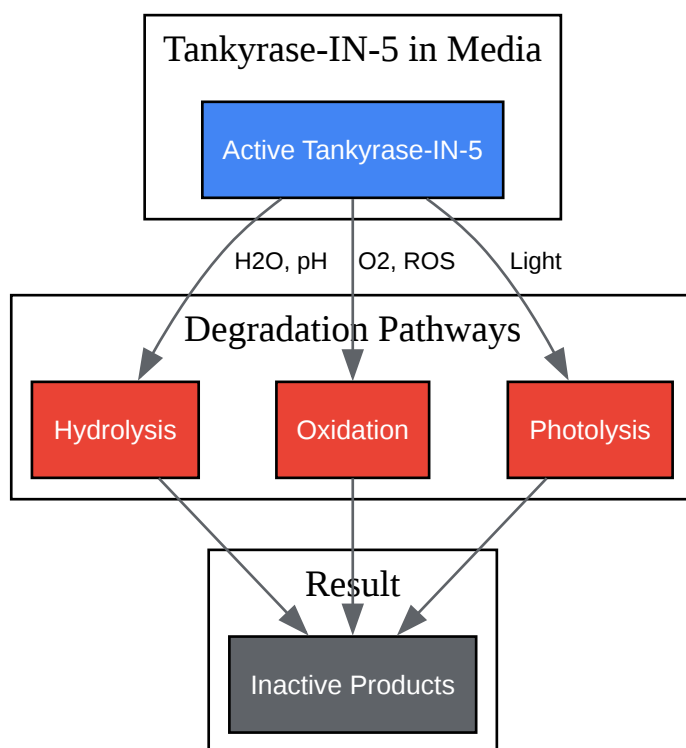 Tankyrase-IN-5 in Media
Active Tankyrase-IN-5
H2O, pH
O2, ROS
Light
Degradation Pathways
Hydrolysis
Oxidation
Photolysis
Result
Inactive Products